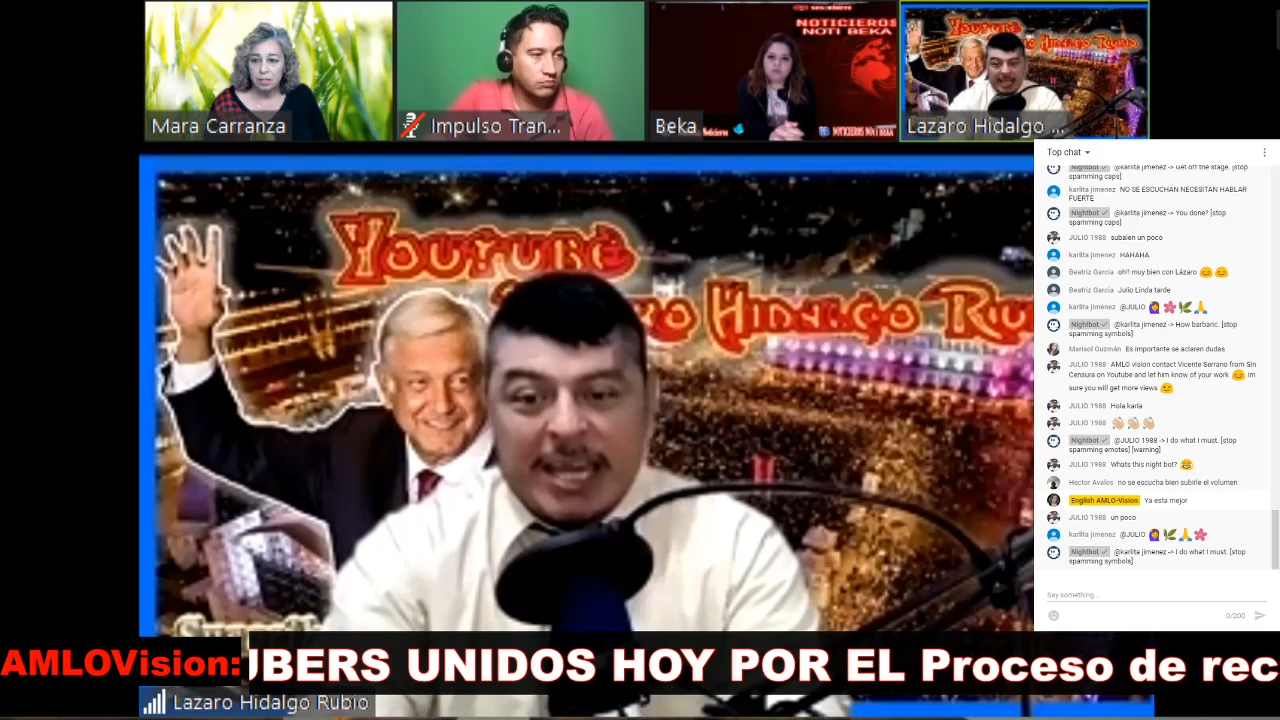 NOTICIEROS
NOTI BEKA
Mara Carranza
Impulso Tran...
Beka
NOTICIEROS NOTI BEKA
Lazaro Hidalgo ...
YOUTUBE
HIDALGO RU
Top chat
Nightbot @karlita jimenez -> Get off the stage. [stop
spamming caps]
karlita jimenez NO SE ESCUCHAN NECESITAN HABLAR
FUERTE
Nightbot @karlita jimenez -> You done? [stop
spamming caps]
JULIO 1988 subalen un poco
karlita jimenez HAHAHA
Beatriz Garcia oh!! muy bien con Lázaro 😊 😊
Beatriz Garcia Julio Linda tarde
karlita jimenez @JULIO 🙋‍♀️ 🌸 🌿 🙏
Nightbot @karlita jimenez -> How barbaric. [stop
spamming symbols]
Marisol Guzmán Es importante se aclaren dudas
JULIO 1988 AMLO vision contact Vicente Serrano from Sin
Censura on Youtube and let him know of your work 😊 im
sure you will get more views 🙂
JULIO 1988 Hola karla
JULIO 1988 👏🏼 👏🏼 👏🏼
Nightbot @JULIO 1988 -> I do what I must. [stop
spamming emotes] [warning]
JULIO 1988 Whats this night bot? 😂
Hector Avalos no se escucha bien subirle el volumen
English AMLO-Vision Ya esta mejor
JULIO 1988 un poco
karlita jimenez @JULIO 🙋‍♀️ 🌿 🙏 🌸
Nightbot @karlita jimenez -> I do what I must. [stop
spamming symbols]
Say something...
0/200
AMLOVision: UBERS UNIDOS HOY POR EL Proceso de rec
Lazaro Hidalgo Rubio